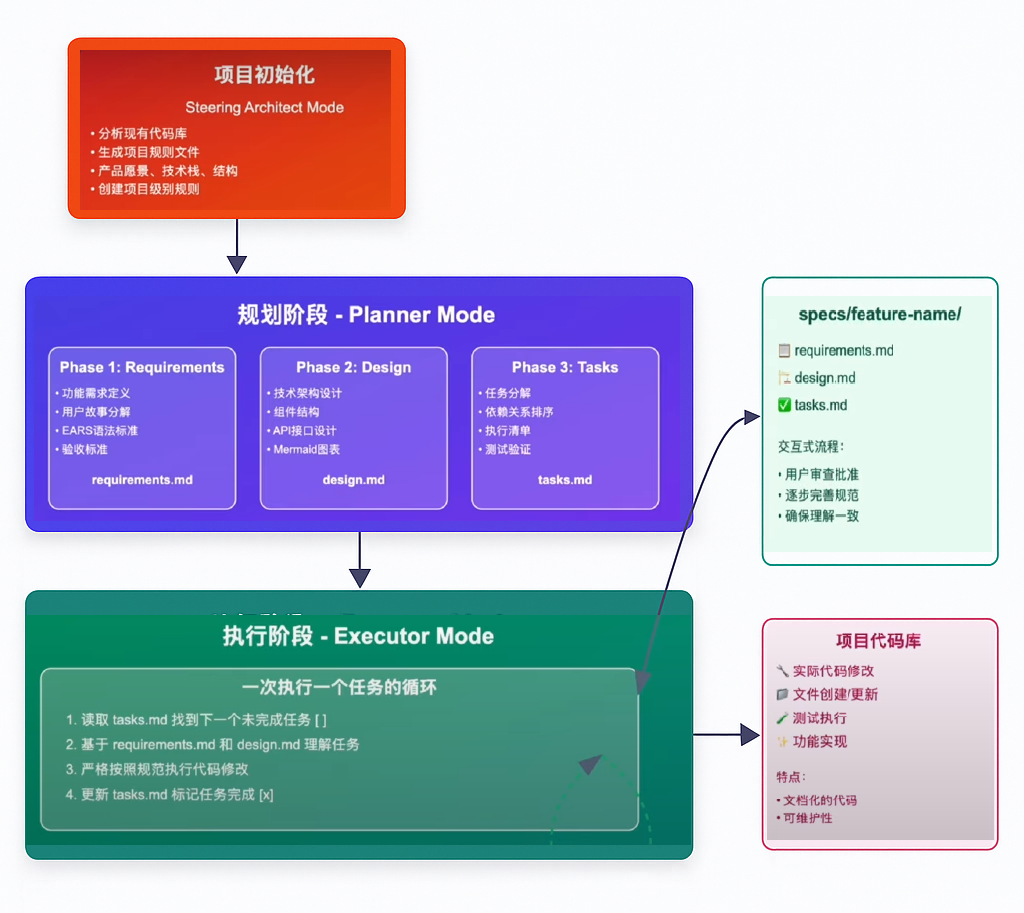 项目初始化
Steering Architect Mode
• 分析现有代码库
• 生成项目规则文件
• 产品愿景、技术栈、结构
• 创建项目级别规则
规划阶段 - Planner Mode
Phase 1: Requirements
• 功能需求定义
• 用户故事分解
• EARS语法标准
• 验收标准
requirements.md
Phase 2: Design
• 技术架构设计
• 组件结构
• API接口设计
• Mermaid图表
design.md
Phase 3: Tasks
• 任务分解
• 依赖关系排序
• 执行清单
• 测试验证
tasks.md
specs/feature-name/
requirements.md
design.md
✅ tasks.md
交互式流程：
• 用户审查批准
• 逐步完善规范
• 确保理解一致
执行阶段 - Executor Mode
一次执行一个任务的循环
1. 读取 tasks.md 找到下一个未完成任务 [ ]
2. 基于 requirements.md 和 design.md 理解任务
3. 严格按照规范执行代码修改
4. 更新 tasks.md 标记任务完成 [x]
项目代码库
🔧 实际代码修改
文件创建/更新
测试执行
✨ 功能实现
特点：
• 文档化的代码
• 可维护性